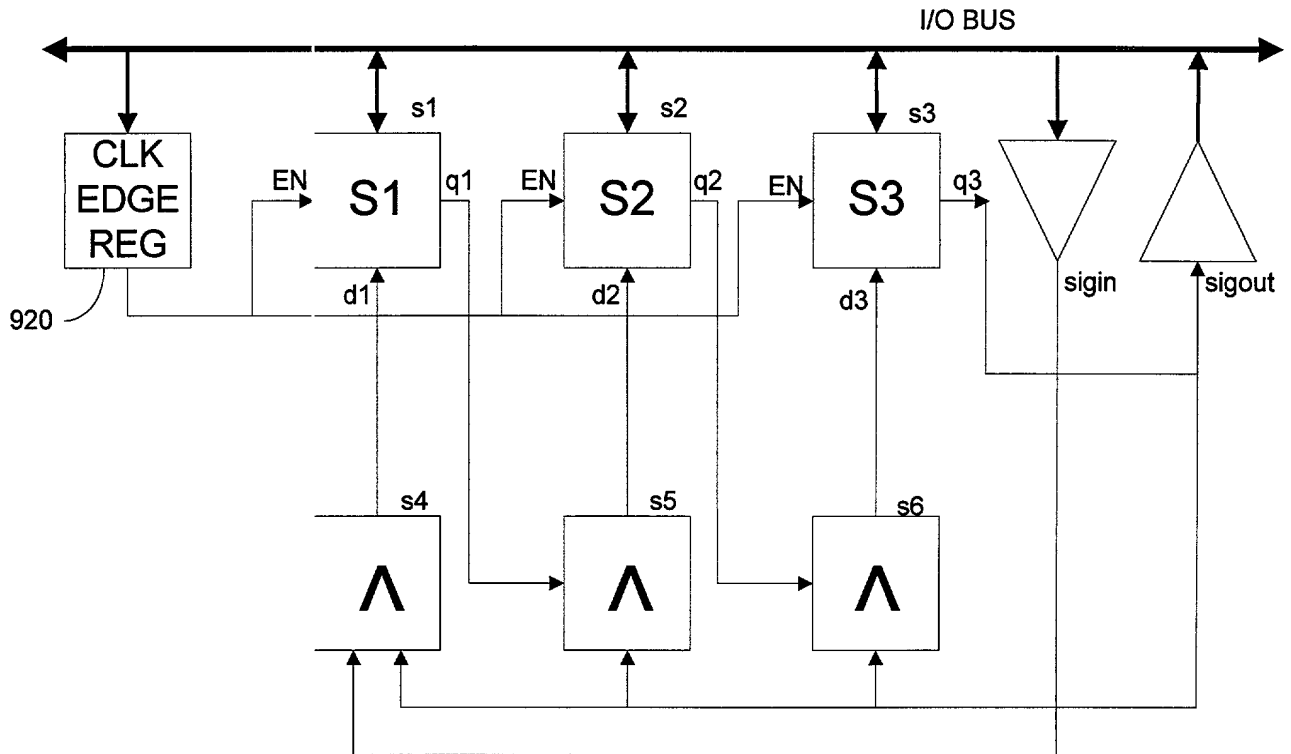 I/O BUS
s1
s2
s3
CLK
EDGE
REG
EN
S1
q1
EN
S2
q2
EN
S3
q3
d1
d2
d3
sigin
sigout
920
s4
s5
s6
Λ
Λ
Λ